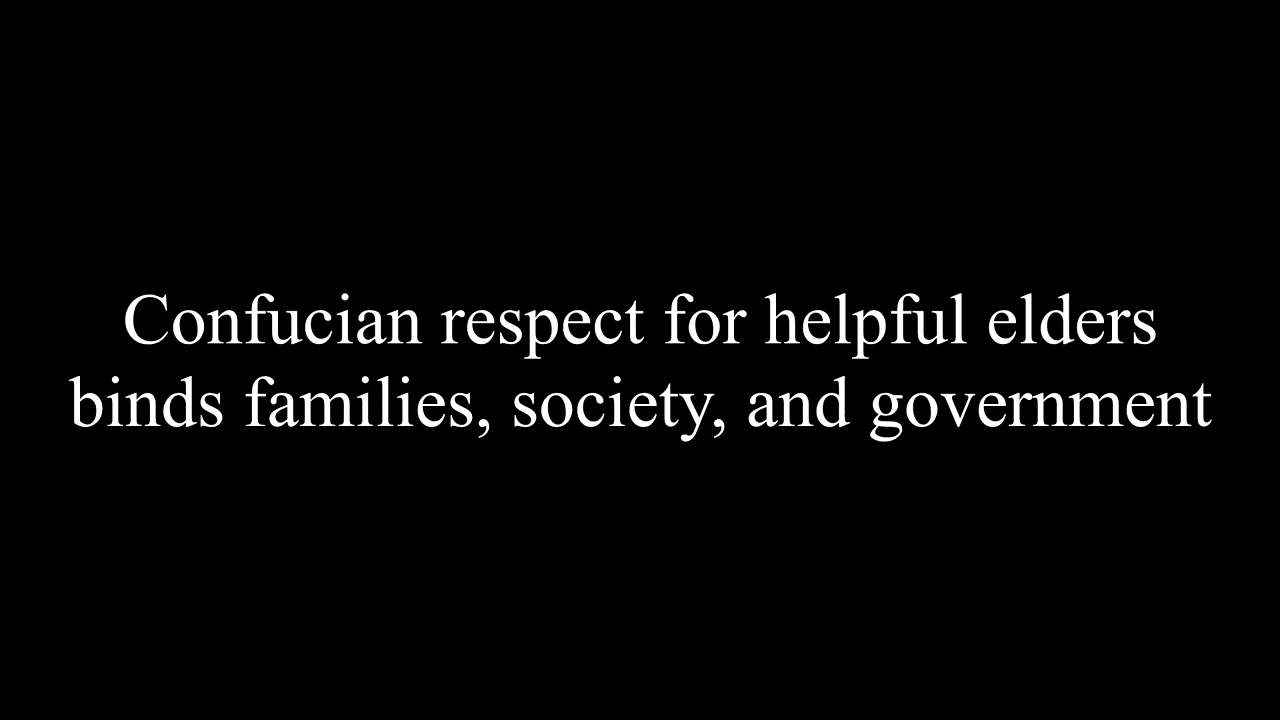 Confucian respect for helpful elders
binds families, society, and government